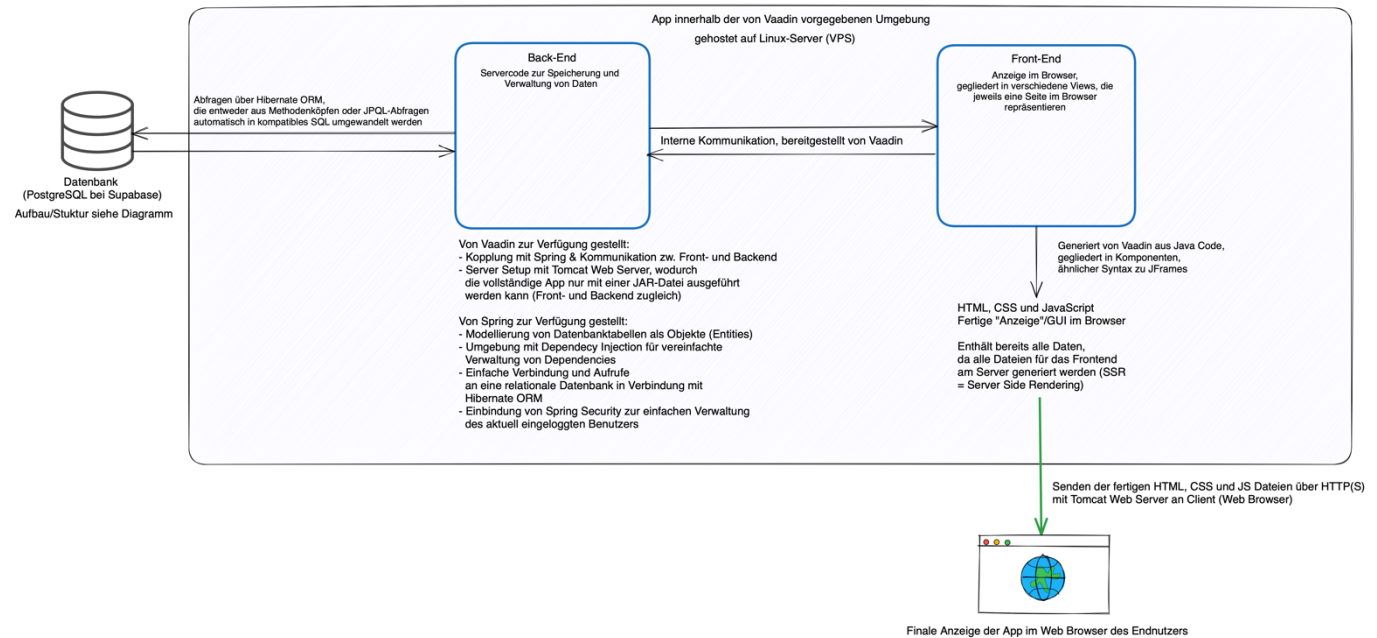 App innerhalb der von Vaadin vorgegebenen Umgebung
gehostet auf Linux-Server (VPS)
Back-End
Servercode zur Speicherung und
Verwaltung von Daten
Front-End
Anzeige im Browser,
gegliedert in verschiedene Views, die
jeweils eine Seite im Browser
repräsentieren
Abfragen über Hibernate ORM,
die entweder aus Methodenköpfen oder JPQL-Abfragen
automatisch in kompatibles SQL umgewandelt werden
Interne Kommunikation, bereitgestellt von Vaadin
Datenbank
(PostgreSQL bei Supabase)
Aufbau/Stuktur siehe Diagramm
Von Vaadin zur Verfügung gestellt:
- Kopplung mit Spring & Kommunikation zw. Front- und Backend
- Server Setup mit Tomcat Web Server, wodurch
die vollständige App nur mit einer JAR-Datei ausgeführt
werden kann (Front- und Backend zugleich)
Von Spring zur Verfügung gestellt:
- Modellierung von Datenbanktabellen als Objekte (Entities)
- Umgebung mit Dependecy Injection für vereinfachte
Verwaltung von Dependencies
- Einfache Verbindung und Aufrufe
an eine relationale Datenbank in Verbindung mit
Hibernate ORM
- Einbindung von Spring Security zur einfachen Verwaltung
des aktuell eingeloggten Benutzers
Generiert von Vaadin aus Java Code,
gegliedert in Komponenten,
ähnlicher Syntax zu JFrames
HTML, CSS und JavaScript
Fertige "Anzeige"/GUI im Browser
Enthält bereits alle Daten,
da alle Dateien für das Frontend
am Server generiert werden (SSR
= Server Side Rendering)
Senden der fertigen HTML, CSS und JS Dateien über HTTP(S)
mit Tomcat Web Server an Client (Web Browser)
Finale Anzeige der App im Web Browser des Endnutzers